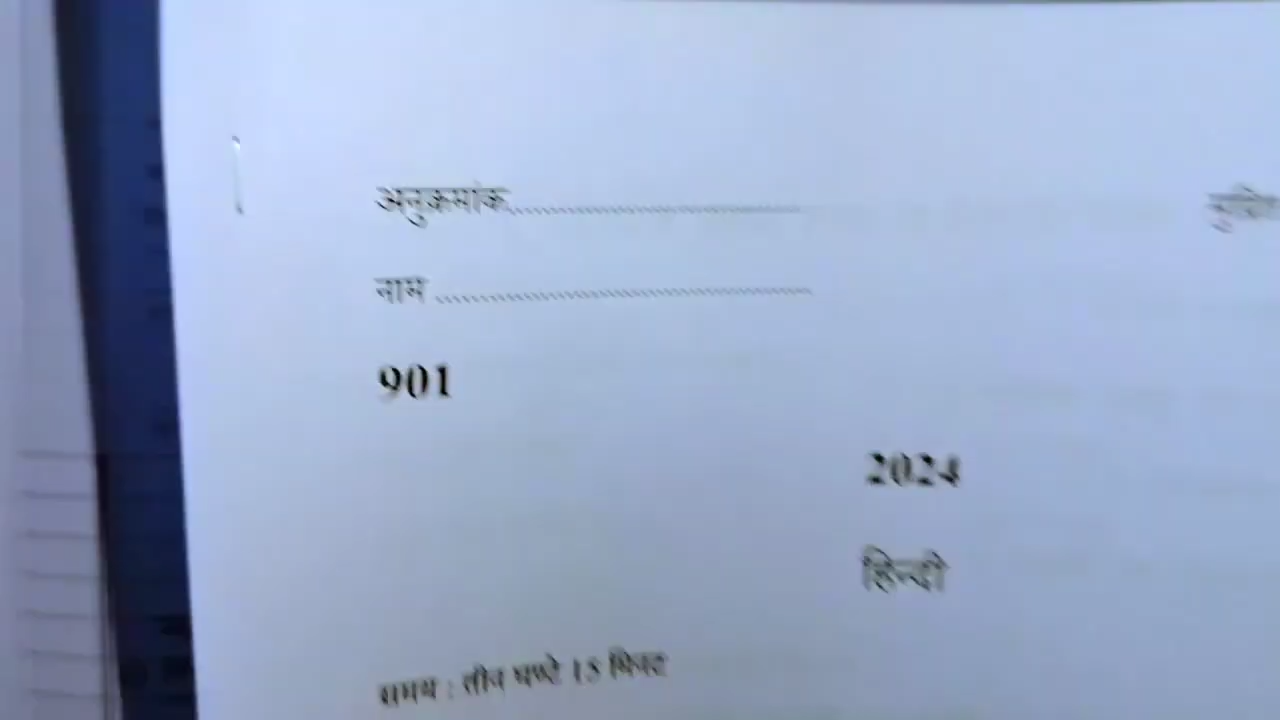 अनुक्रमांक........................................
नाम ........................................
901
2024
हिन्दी
समय : तीन घण्टे 15 मिनट